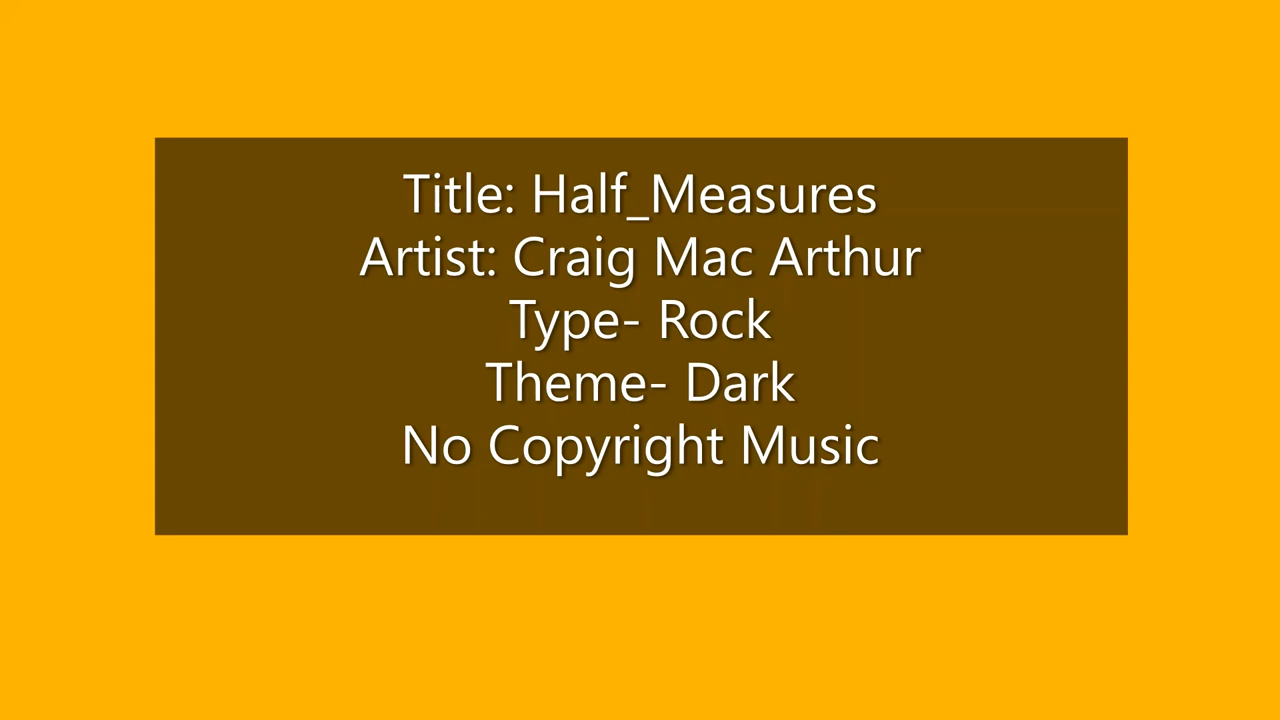 Title: Half_Measures
Artist: Craig Mac Arthur
Type- Rock
Theme- Dark
No Copyright Music